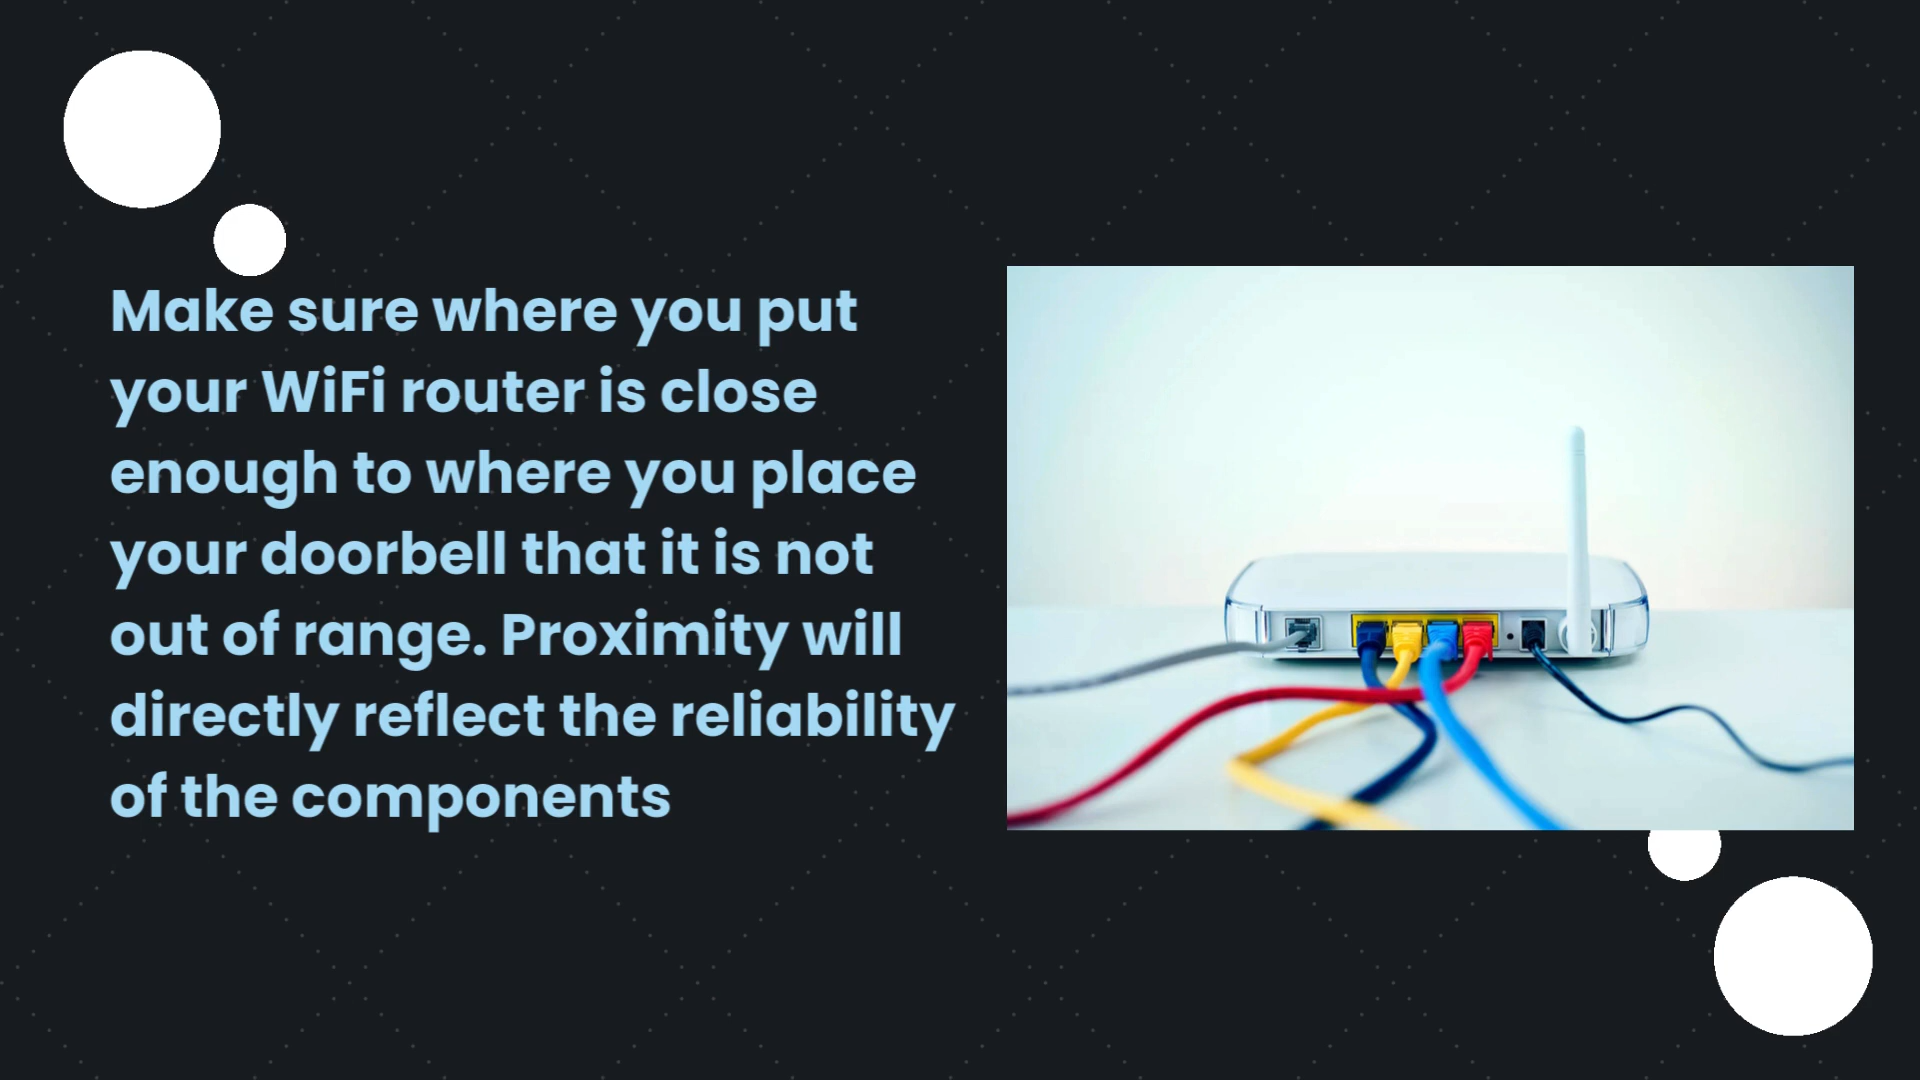 Make sure where you put
your WiFi router is close
enough to where you place
your doorbell that it is not
out of range. Proximity will
directly reflect the reliability
of the components